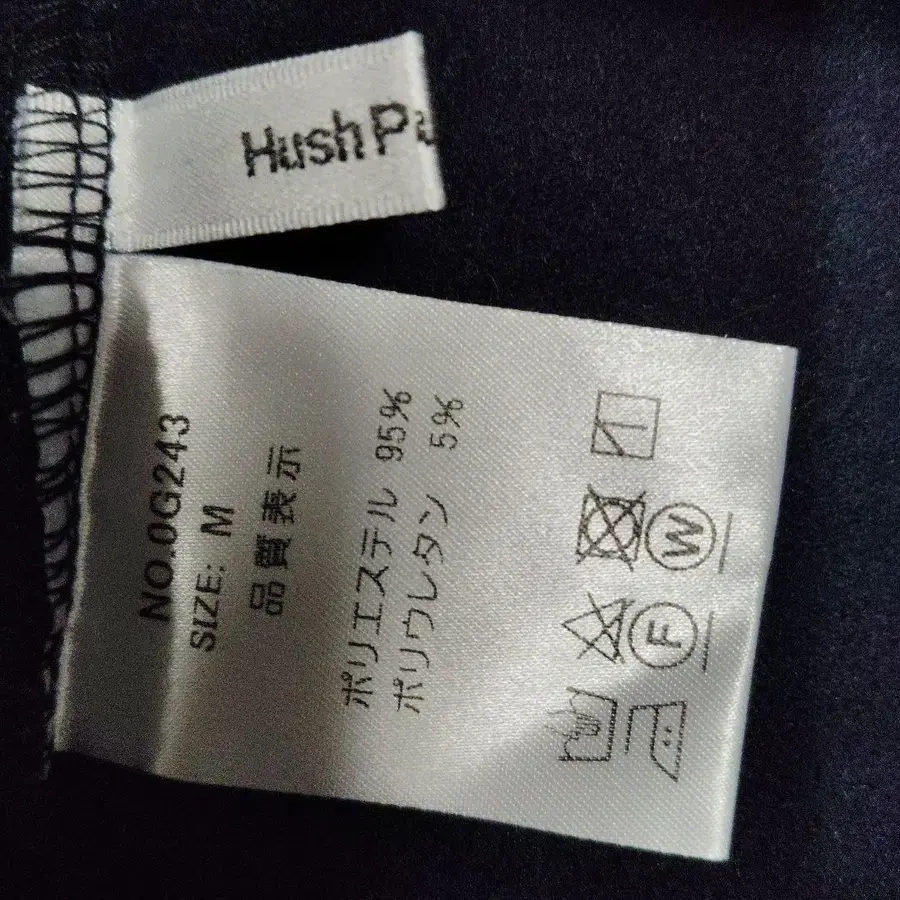 Hush P
NO.0G243
SIZE: M
品質表示
ポリエステル 95%
ポリウレタン 5%
W
F